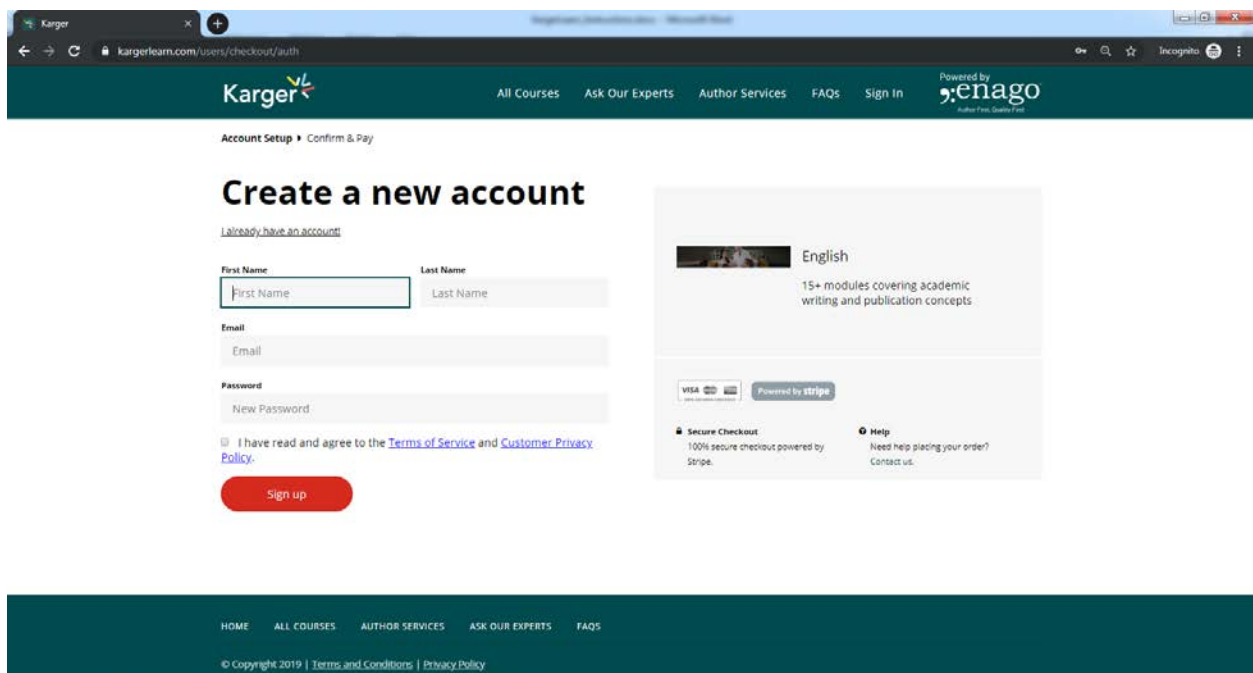 Karger
kargerlearn.com/users/checkout/auth
Incognito
Karger
All Courses
Ask Our Experts
Author Services
FAQs
Sign In
Powered by
enago
Author First, Quality First
Account Setup
Confirm & Pay
Create a new account
I already have an account!
First Name
Last Name
First Name
Last Name
Email
Email
Password
New Password
I have read and agree to the Terms of Service and Customer Privacy
Policy.
Sign up
English
15+ modules covering academic
writing and publication concepts
VISA
Powered by stripe
Secure Checkout
100% secure checkout powered by
Stripe.
Help
Need help placing your order?
Contact us.
HOME
ALL COURSES
AUTHOR SERVICES
ASK OUR EXPERTS
FAQS
© Copyright 2019 | Terms and Conditions | Privacy Policy